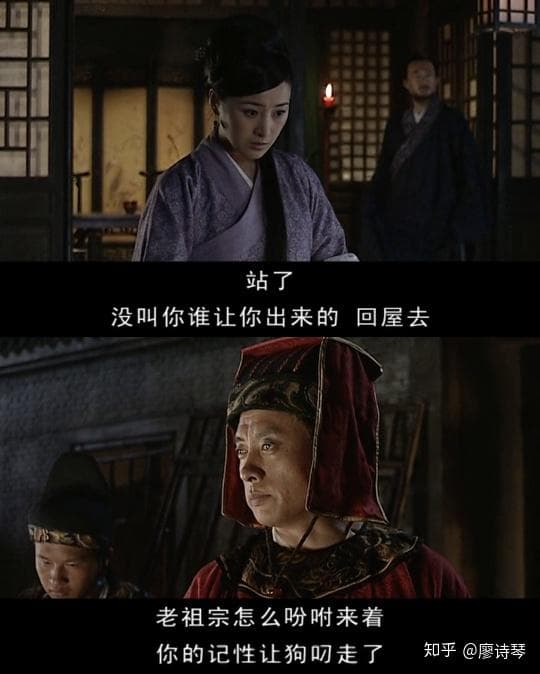 站了
没叫你谁让你出来的 回屋去
老祖宗怎么吩咐来着
你的记性让狗叼走了
知乎 @廖诗琴